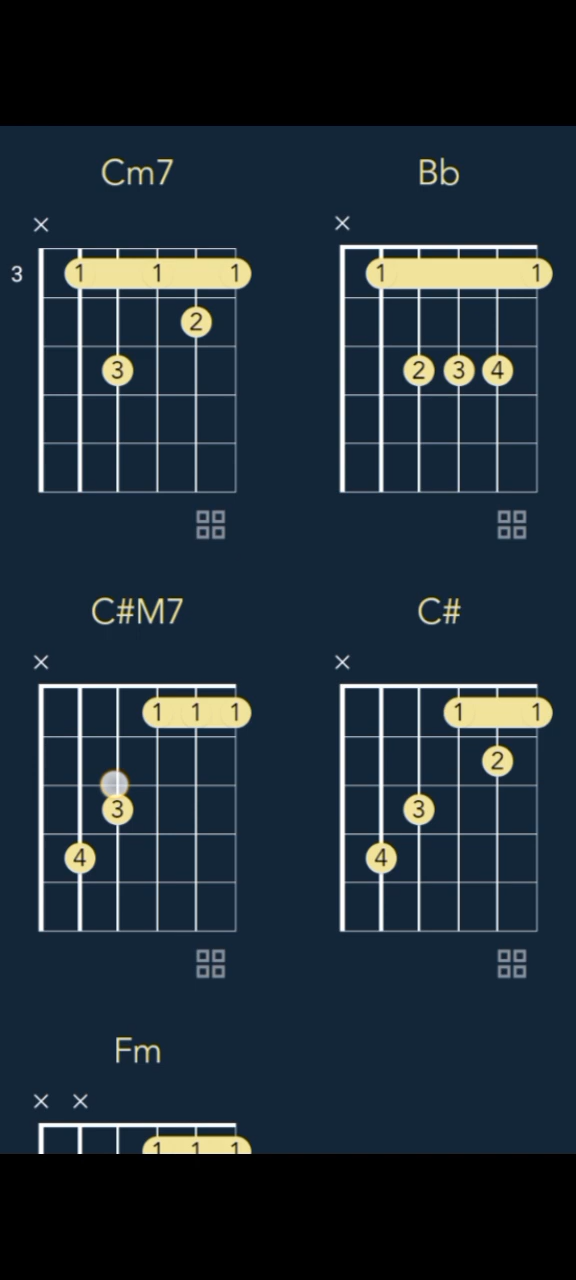 Cm7 Bb
× ×
3 1 1 1 1 1
2
3 2 3 4
C#M7 C#
× ×
1 1 1 1 1
2
3 3
4 4
Fm
× ×
1 1 1